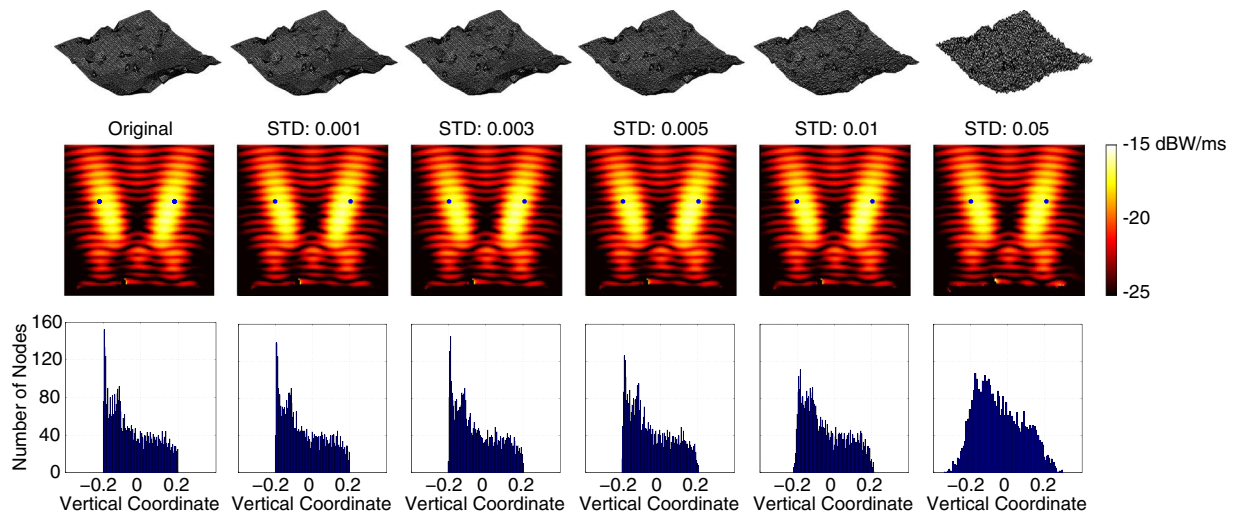 Original STD: 0.001 STD: 0.003 STD: 0.005 STD: 0.01 STD: 0.05
-15 dBW/ms
-20
-25
Number of Nodes
160
120
80
40
0
−0.2 0 0.2 −0.2 0 0.2 −0.2 0 0.2 −0.2 0 0.2 −0.2 0 0.2 −0.2 0 0.2
Vertical Coordinate Vertical Coordinate Vertical Coordinate Vertical Coordinate Vertical Coordinate Vertical Coordinate